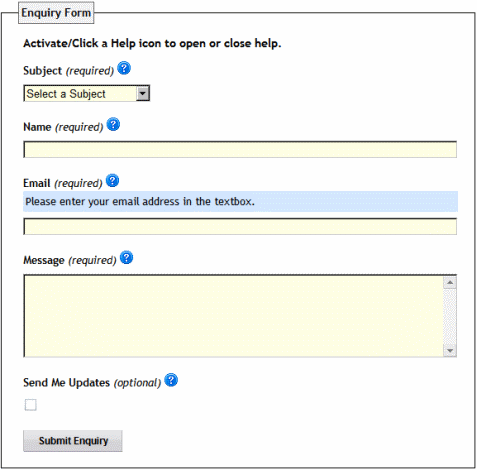 Enquiry Form
Activate/Click a Help icon to open or close help.
Subject (required) ?
Select a Subject
Name (required) ?
Email (required) ?
Please enter your email address in the textbox.
Message (required) ?
Send Me Updates (optional) ?
Submit Enquiry